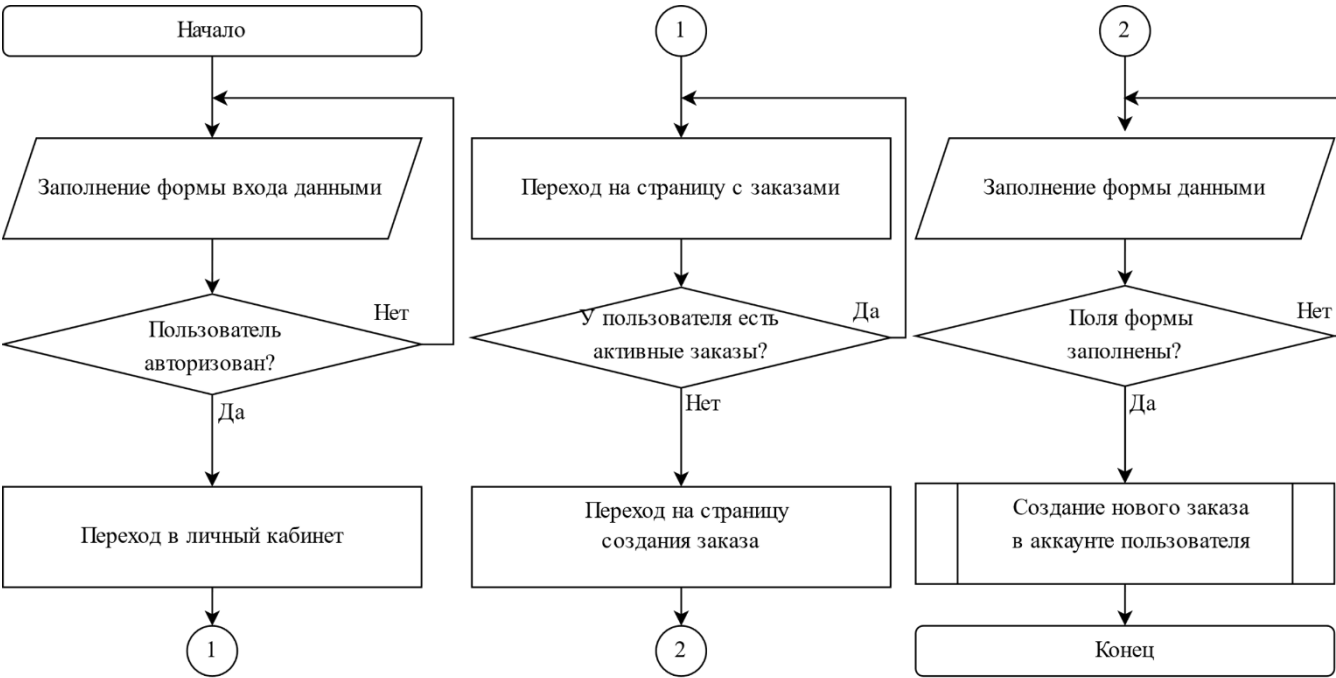 Начало
Заполнение формы входа данными
Нет
Пользователь
авторизован?
Да
Переход в личный кабинет
1
1
Переход на страницу с заказами
Да
У пользователя есть
активные заказы?
Нет
Переход на страницу
создания заказа
2
2
Заполнение формы данными
Нет
Поля формы
заполнены?
Да
Создание нового заказа
в аккаунте пользователя
Конец